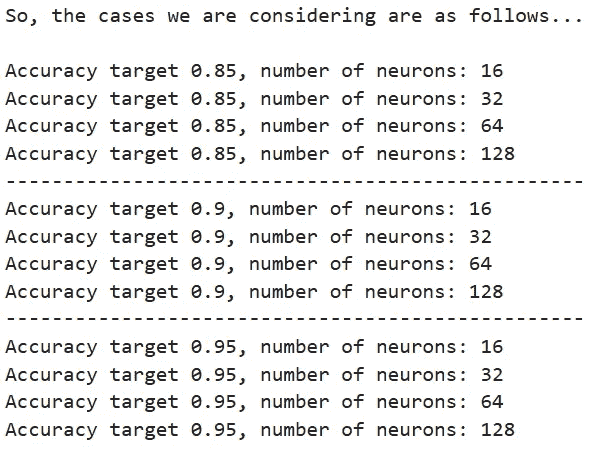 So, the cases we are considering are as follows...
Accuracy target 0.85, number of neurons: 16
Accuracy target 0.85, number of neurons: 32
Accuracy target 0.85, number of neurons: 64
Accuracy target 0.85, number of neurons: 128
--------------------------------------------------
Accuracy target 0.9, number of neurons: 16
Accuracy target 0.9, number of neurons: 32
Accuracy target 0.9, number of neurons: 64
Accuracy target 0.9, number of neurons: 128
--------------------------------------------------
Accuracy target 0.95, number of neurons: 16
Accuracy target 0.95, number of neurons: 32
Accuracy target 0.95, number of neurons: 64
Accuracy target 0.95, number of neurons: 128